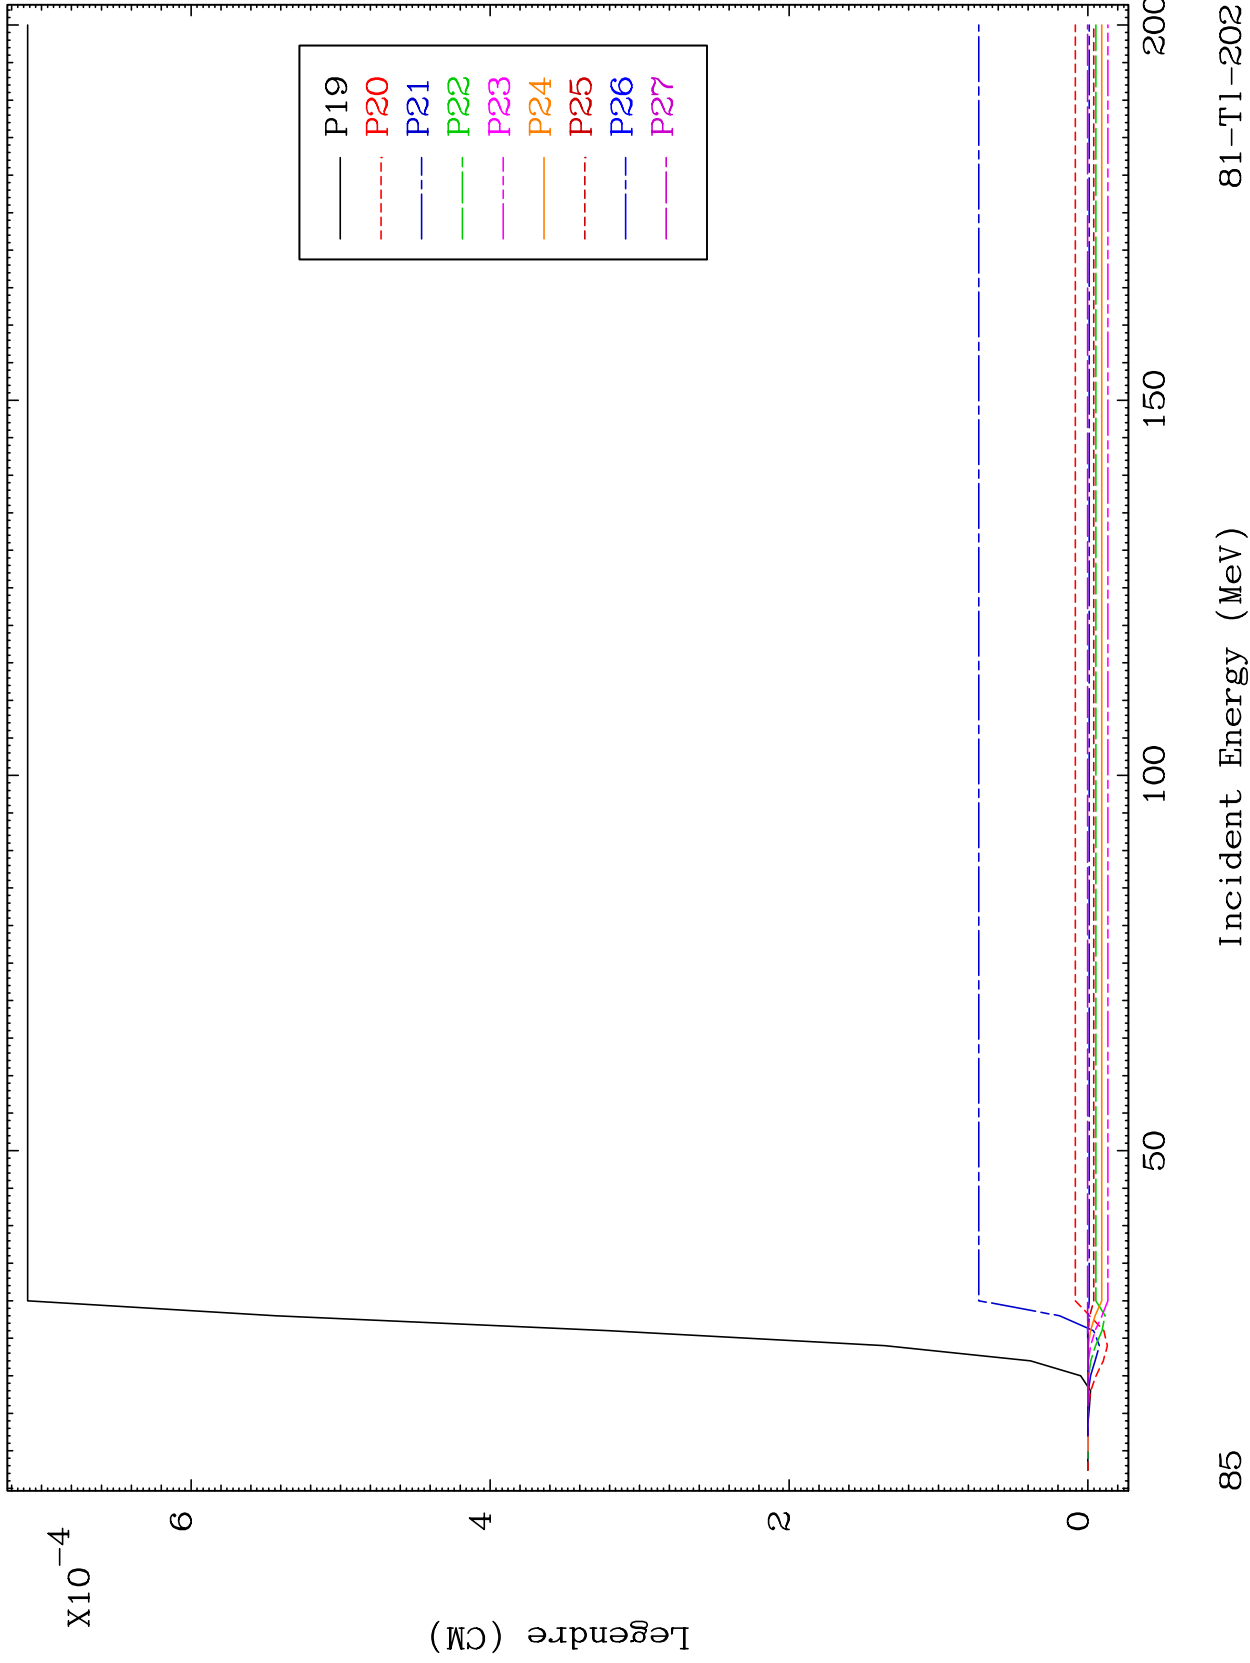 X10-4
6
4
2
0
Legendre (CM)
P19
P20
P21
P22
P23
P24
P25
P26
P27
50
100
150
200
85
Incident Energy (MeV)
81-Tl-202